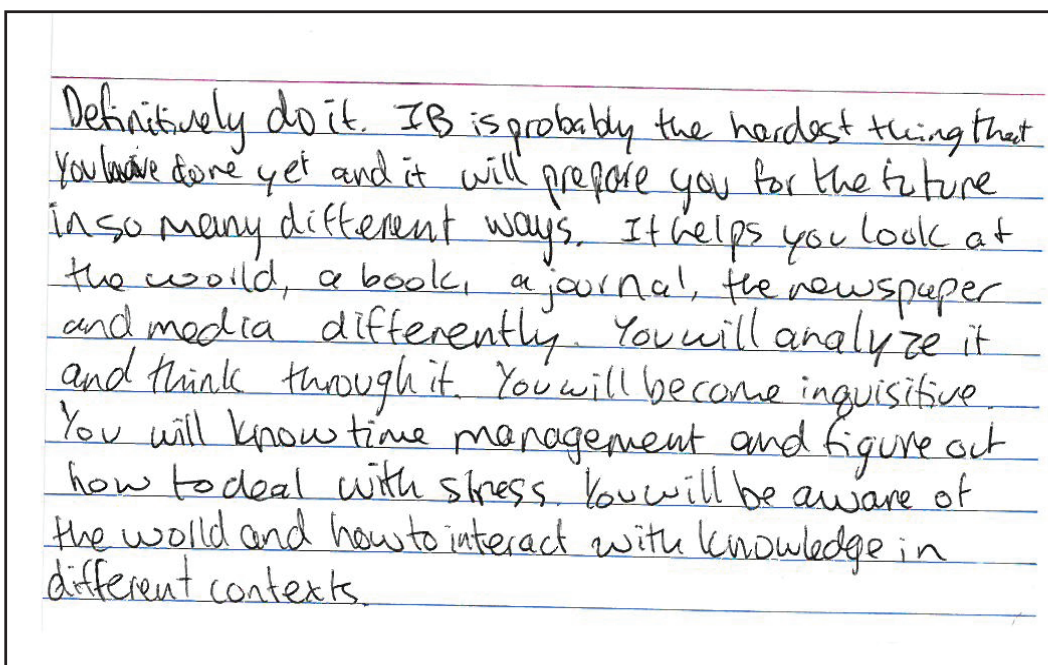 Definitively do it. IB is probably the hardest thing that
you have done yet and it will prepare you for the future
in so many different ways. It helps you look at
the world, a book, a journal, the newspaper
and media differently. You will analyze it
and think through it. You will become inquisitive.
You will know time management and figure out
how to deal with stress. You will be aware of
the world and how to interact with knowledge in
different contexts.